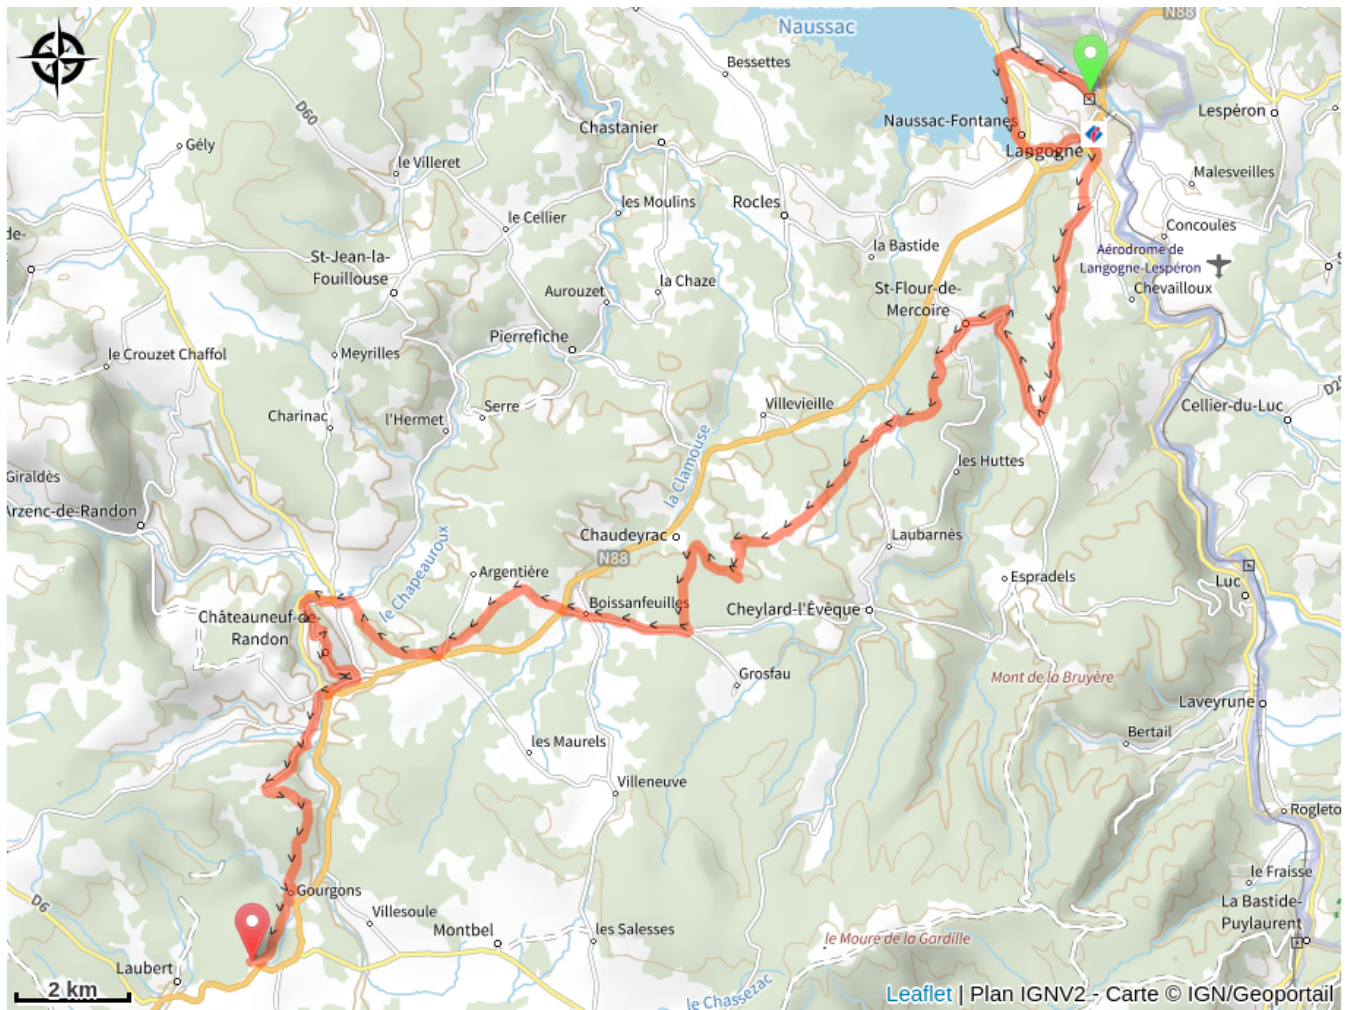 Naussac
N88
Bessettes
Lespéron
D60
Chastanier
Naussac-Fontanes
Gély
Langogne
le Villeret
Malesveilles
les Moulins
Rocles
le Cellier
Concoules
de-
la Bastide
Aérodrome de
Langogne-Lespéron
St-Jean-la-
Fouillouse
la Chaze
Aurouzet
St-Flour-de-
Mercoire
Chevailloux
Pierrefiche
le Crouzet Chaffol
Meyrilles
Charinac
l'Hermet
Serre
Villevieille
Cellier-du-Luc
la Clamouse
les Huttes
Giraldès
Arzenc-de-Randon
Chaudeyrac
Laubarnès
N88
le Chapeauroux
Argentière
Espradels
Luc
Boissanfeuilles
Cheylard-l'Évêque
Châteauneuf-de-
Randon
Grosfau
Mont de la Bruyère
Laveyrune
Bertail
les Maurels
Villeneuve
Rogleto
le Fraisse
Gourgons
D6
La Bastide-
Puylaurent
Villesoule
Montbel
les Salesses
le Moure de la Gardille
Laubert
2 km
le Chassezac
Leaflet | Plan IGNV2 - Carte © IGN/Geoportail